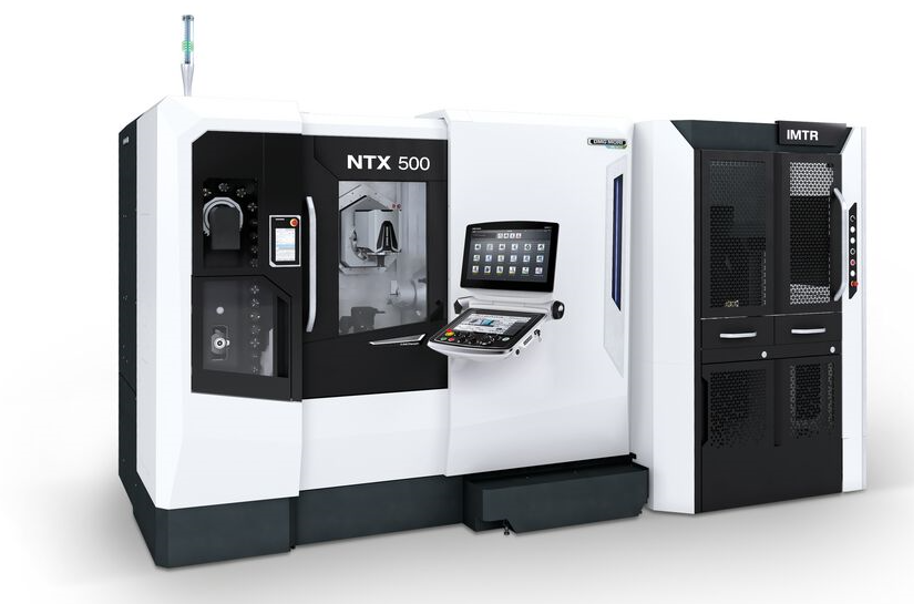 NTX 500
DMG MORI
IMTR